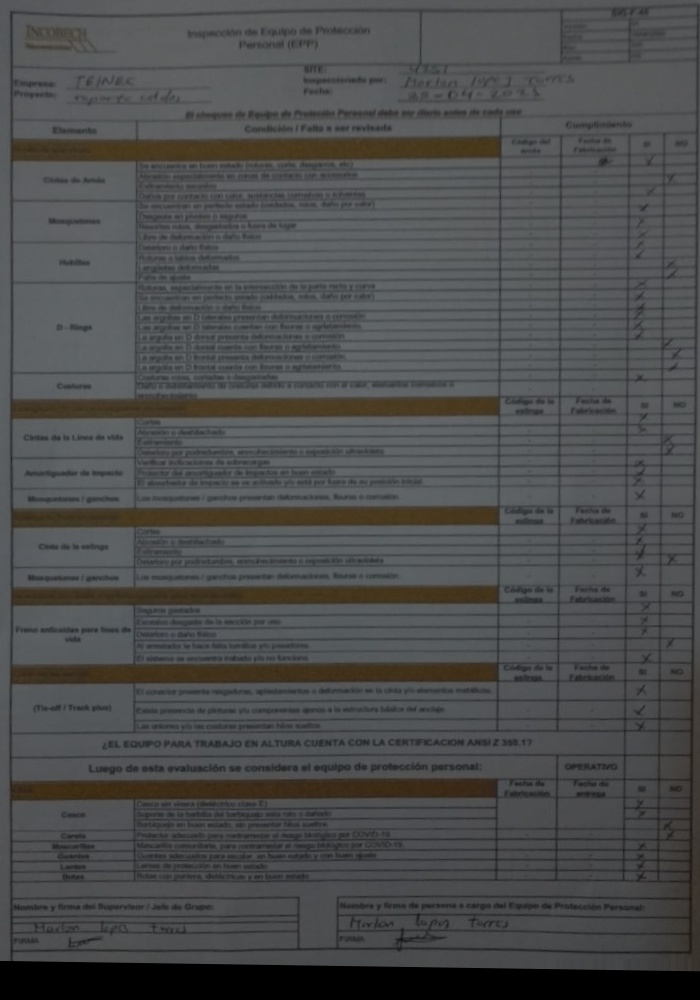 INCOBECH
Inspección de Equipo de Protección
Personal (EPP)
SIG-F-46
SITE:
Empresa: TEINEC
Inspeccionado por: Marlon lopez Torres
Proyecto: reporte celdas
Fecha: -04-2023
El chequeo de Equipo de Protección Personal debe ser diario antes de cada uso
Elemento Condición / Falla a ser revisada Cumplimiento
Código del arnés Fecha de Fabricación SI NO
Cintas de Arnés
Se encuentra en buen estado (roturas, corte, desgarros, etc)
Abrasión especialmente en zonas de contacto con accesorios
Estiramiento excesivo
Daños por contacto con calor, sustancias corrosivas o solventes
Mosquetones
Se encuentran en perfecto estado (soldados, rotos, daño por calor)
Desgaste en pivotes o seguros
Resortes rotos, desgastados o fuera de lugar
Libre de deformación o daño físico
Hebillas
Deterioro o daño físico
Roturas o labios deformados
Lengüetas deformadas
Falta de ajuste
D - Rings
Roturas, especialmente en la intersección de la parte recta y curva
Se encuentran en perfecto estado (soldados, rotos, daño por calor)
Libre de deformación o daño físico
Las argollas en D laterales presentan deformaciones o corrosión
Las argollas en D laterales cuentan con fisuras o agrietamiento.
La argolla en D dorsal presenta deformaciones o corrosión
La argolla en D dorsal cuenta con fisuras o agrietamiento.
La argolla en D frontal presenta deformaciones o corrosión.
La argolla en D frontal cuenta con fisuras o agrietamiento.
Costuras
Costuras rotas, cortadas o desgastadas
Daño o debilitamiento de costuras debido a contacto con el calor, elementos corrosivos o
enmohecimiento
Código de la eslinga Fecha de Fabricación SI NO
Cintas de la Línea de vida
Cortes
Abrasión o deshilachado
Estiramiento
Deterioro por podredumbre, enmohecimiento o exposición ultravioleta
Amortiguador de impacto
Verificar indicaciones de sobrecargas
Protector del amortiguador de impactos en buen estado
El absorbedor de impacto se ve activado y/o está por fuera de su posición inicial
Mosquetones / ganchos
Los mosquetones / ganchos presentan deformaciones, fisuras o corrosión
Código de la eslinga Fecha de Fabricación SI NO
Cinta de la eslinga
Cortes
Abrasión o deshilachado
Estiramiento
Deterioro por podredumbre, enmohecimiento o exposición ultravioleta
Mosquetones / ganchos
Los mosquetones / ganchos presentan deformaciones, fisuras o corrosión
Código de la eslinga Fecha de Fabricación SI NO
Freno anticaídas para línea de vida
Seguros gastados
Excesivo desgaste de la sección por uso.
Deterioro o daño físico
Al arrestador le hace falta tornillos y/o pasadores.
El sistema se encuentra trabado y/o no funciona.
Código de la eslinga Fecha de Fabricación SI NO
(Tie-off / Track plus)
El conector presenta rasgaduras, aplastamientos o deformación en la cinta y/o elementos metálicos.
Existe presencia de pinturas y/u componentes ajenos a la estructura básica del anclaje.
Las uniones y/o las costuras presentan hilos sueltos.
¿EL EQUIPO PARA TRABAJO EN ALTURA CUENTA CON LA CERTIFICACION ANSI Z 359.1?
Luego de esta evaluación se considera el equipo de protección personal: OPERATIVO
Fecha de Fabricación Fecha de entrega SI NO
Casco
Casco sin visera (dieléctrico clase E)
Soporte de la barbilla del barbiquejo esta roto o dañado
Barbiquejo en buen estado, sin presentar hilos sueltos
Careta Protector adecuado para contrarrestar el riesgo biológico por COVID-19
Mascarillas Mascarilla comunitaria, para contrarrestar el riesgo biológico por COVID-19.
Guantes Guantes adecuados para escalar, en buen estado y con buen ajuste
Lentes Lentes de protección en buen estado
Botas Botas con puntera, dieléctricas y en buen estado
Nombre y firma del Supervisor / Jefe de Grupo:
Marlon lopez torres
FIRMA
Nombre y firma de persona a cargo del Equipo de Protección Personal:
Marlon lopez torres
FIRMA